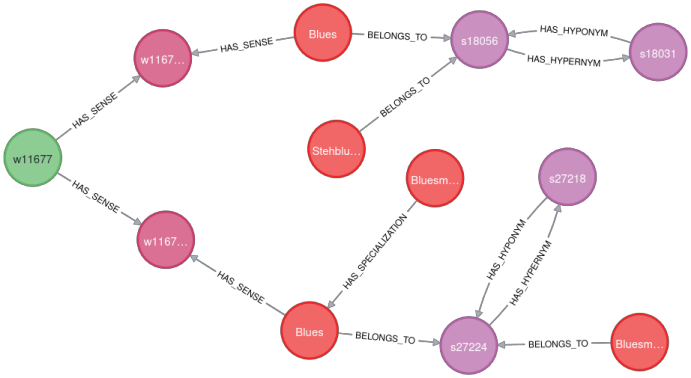 Blues
BELONGS_TO
s18056
HAS_HYPONYM
s18031
HAS_HYPERNYM
w1167...
HAS_SENSE
HAS_SENSE
BELONGS_TO
Stehblu...
w11677
HAS_SENSE
Bluesm...
s27218
HAS_SPECIALIZATION
HAS_HYPONYM
HAS_HYPERNYM
w1167...
HAS_SENSE
Blues
BELONGS_TO
s27224
BELONGS_TO
Bluesm...